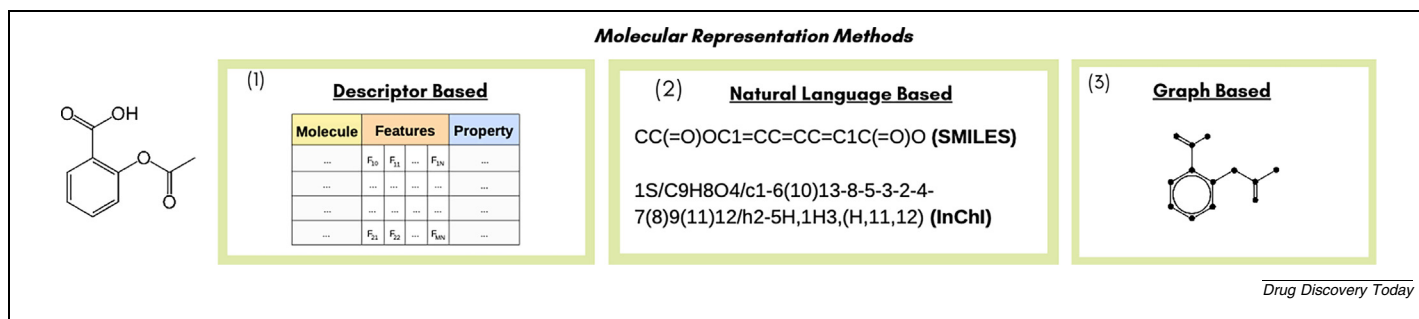 Molecular Representation Methods
O
OH
O
O
(1)
Descriptor Based
Molecule Features Property
... F10 F11 ... F1N ...
... ... ... ... ... ...
... ... ... ... ... ...
... F21 F22 ... FMN ...
(2)
Natural Language Based
CC(=O)OC1=CC=CC=C1C(=O)O (SMILES)
1S/C9H8O4/c1-6(10)13-8-5-3-2-4-
7(8)9(11)12/h2-5H,1H3,(H,11,12) (InChI)
(3)
Graph Based
Drug Discovery Today